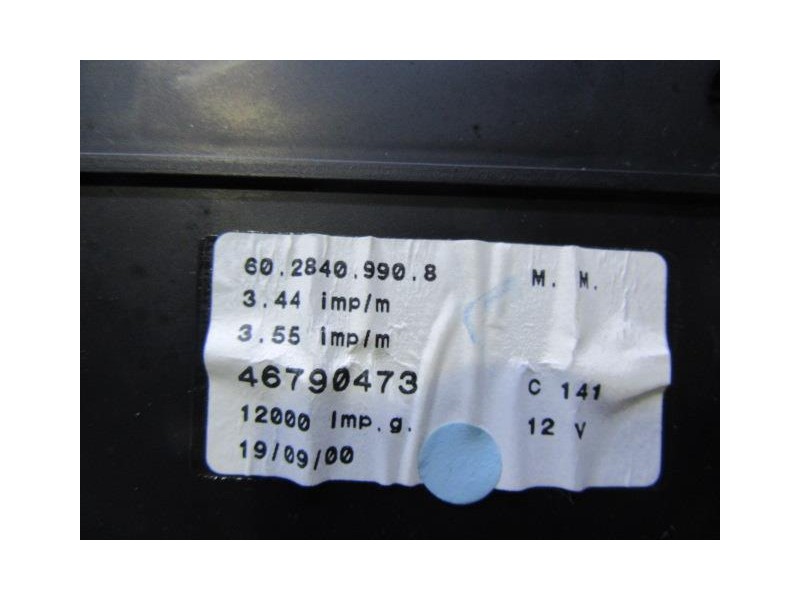 60.2840.990.8 M. M.
3.44 imp/m
3.55 imp/m
46790473 C 141
12000 Imp.g. 12 V
19/09/00